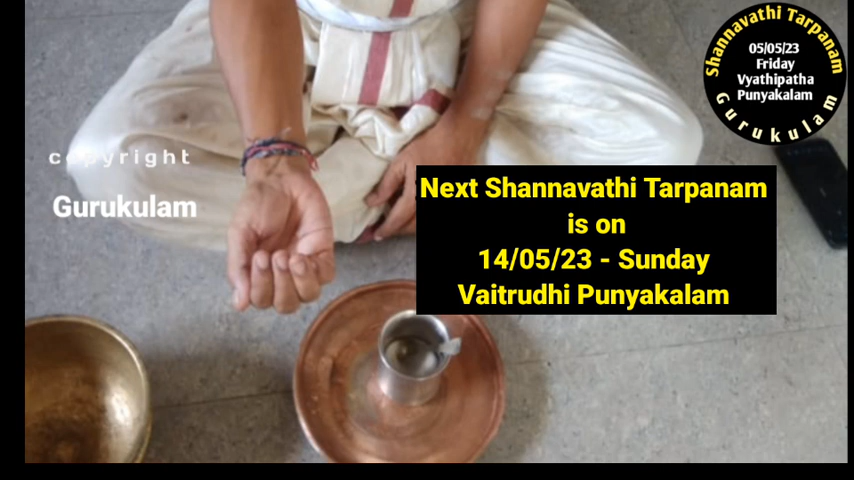 Shannavathi Tarpanam
05/05/23
Friday
Vyathipatha
Punyakalam
Gurukulam
copyright
Gurukulam
Next Shannavathi Tarpanam
is on
14/05/23 - Sunday
Vaitrudhi Punyakalam